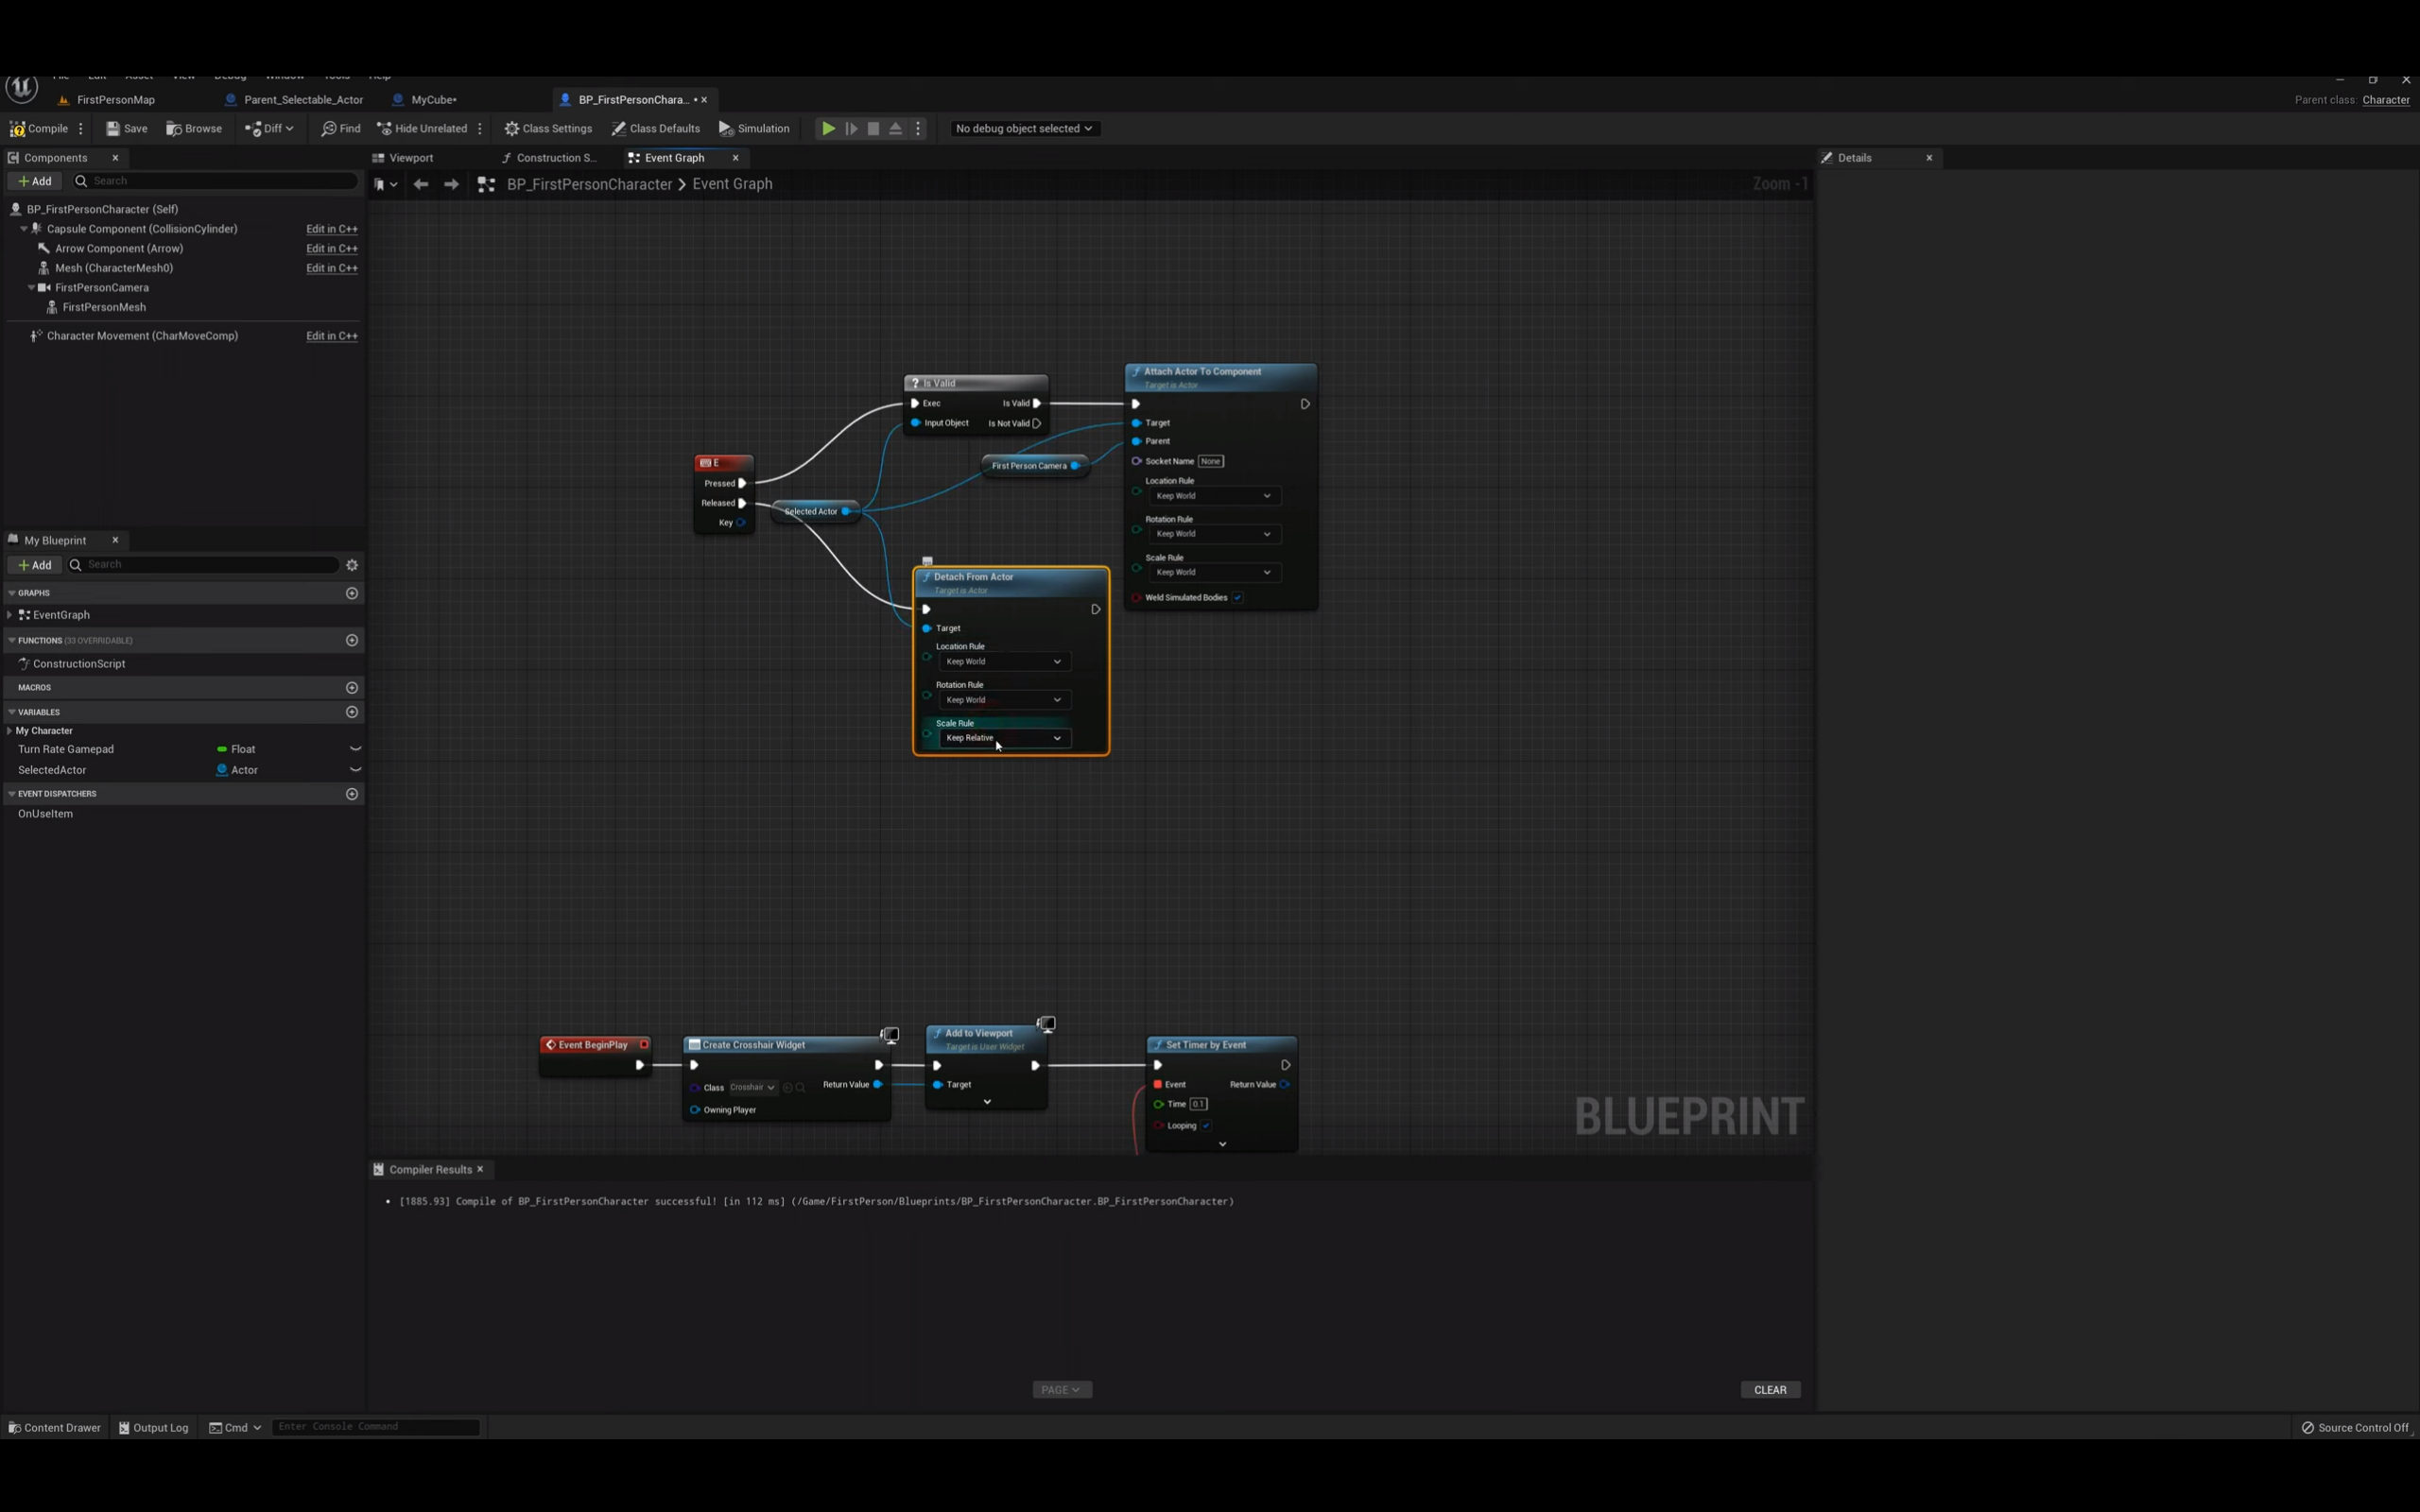 File Edit Asset View Debug Window Tools Help
FirstPersonMap
Parent_Selectable_Actor
MyCube•
BP_FirstPersonChara... •
Parent class: Character
Compile
Save
Browse
Diff
Find
Hide Unrelated
Class Settings
Class Defaults
Simulation
No debug object selected
Components
Viewport
Construction S...
Event Graph
Details
+ Add
Search
BP_FirstPersonCharacter > Event Graph
Zoom -1
BP_FirstPersonCharacter (Self)
Capsule Component (CollisionCylinder) Edit in C++
Arrow Component (Arrow) Edit in C++
Mesh (CharacterMesh0) Edit in C++
FirstPersonCamera
FirstPersonMesh
Character Movement (CharMoveComp) Edit in C++
My Blueprint
+ Add
Search
GRAPHS
EventGraph
FUNCTIONS (33 OVERRIDABLE)
ConstructionScript
MACROS
VARIABLES
My Character
Turn Rate Gamepad Float
SelectedActor Actor
EVENT DISPATCHERS
OnUseItem
E
Pressed
Released
Key
Selected Actor
? Is Valid
Exec Is Valid
Input Object Is Not Valid
First Person Camera
Attach Actor To Component
Target is Actor
Target
Parent
Socket Name None
Location Rule
Keep World
Rotation Rule
Keep World
Scale Rule
Keep World
Weld Simulated Bodies
Detach From Actor
Target is Actor
Target
Location Rule
Keep World
Rotation Rule
Keep World
Scale Rule
Keep Relative
Event BeginPlay
Create Crosshair Widget
Class Crosshair Return Value
Owning Player
Add to Viewport
Target is User Widget
Target
Set Timer by Event
Event Return Value
Time 0.1
Looping
BLUEPRINT
Compiler Results
• [1885.93] Compile of BP_FirstPersonCharacter successful! [in 112 ms] (/Game/FirstPerson/Blueprints/BP_FirstPersonCharacter.BP_FirstPersonCharacter)
PAGE
CLEAR
Content Drawer
Output Log
Cmd
Enter Console Command
Source Control Off